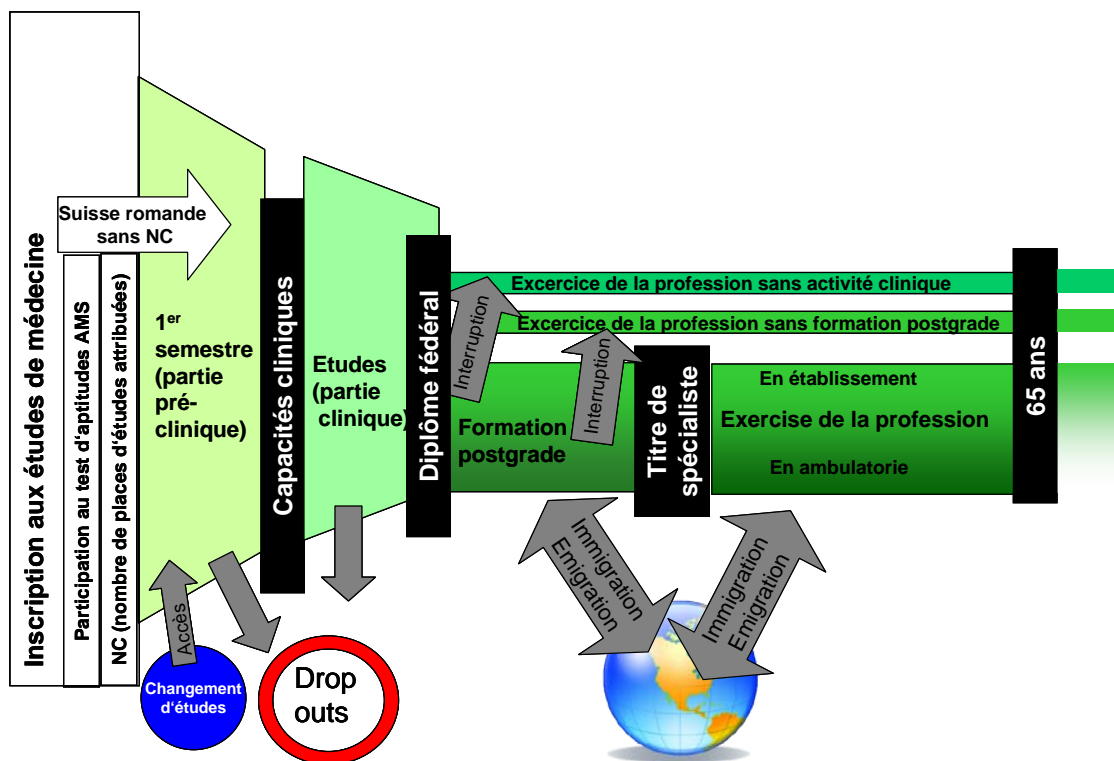 Inscription aux études de médecine
Participation au test d'aptitudes AMS
NC (nombre de places d'études attribuées)
Suisse romande
sans NC
1er
semestre
(partie
pré-
clinique)
Accès
Changement
d'études
Capacités cliniques
Drop
outs
Etudes
(partie
clinique)
Diplôme fédéral
Excercice de la profession sans activité clinique
Excercice de la profession sans formation postgrade
Interruption
Interruption
Formation
postgrade
Titre de
spécialiste
En établissement
Exercise de la profession
En ambulatorie
65 ans
Immigration
Emigration
Immigration
Emigration